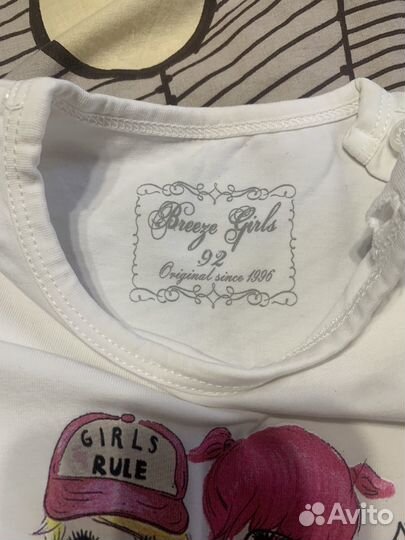 Breeze Girls
92
Original since 1996
GIRLS
RULE
Avito